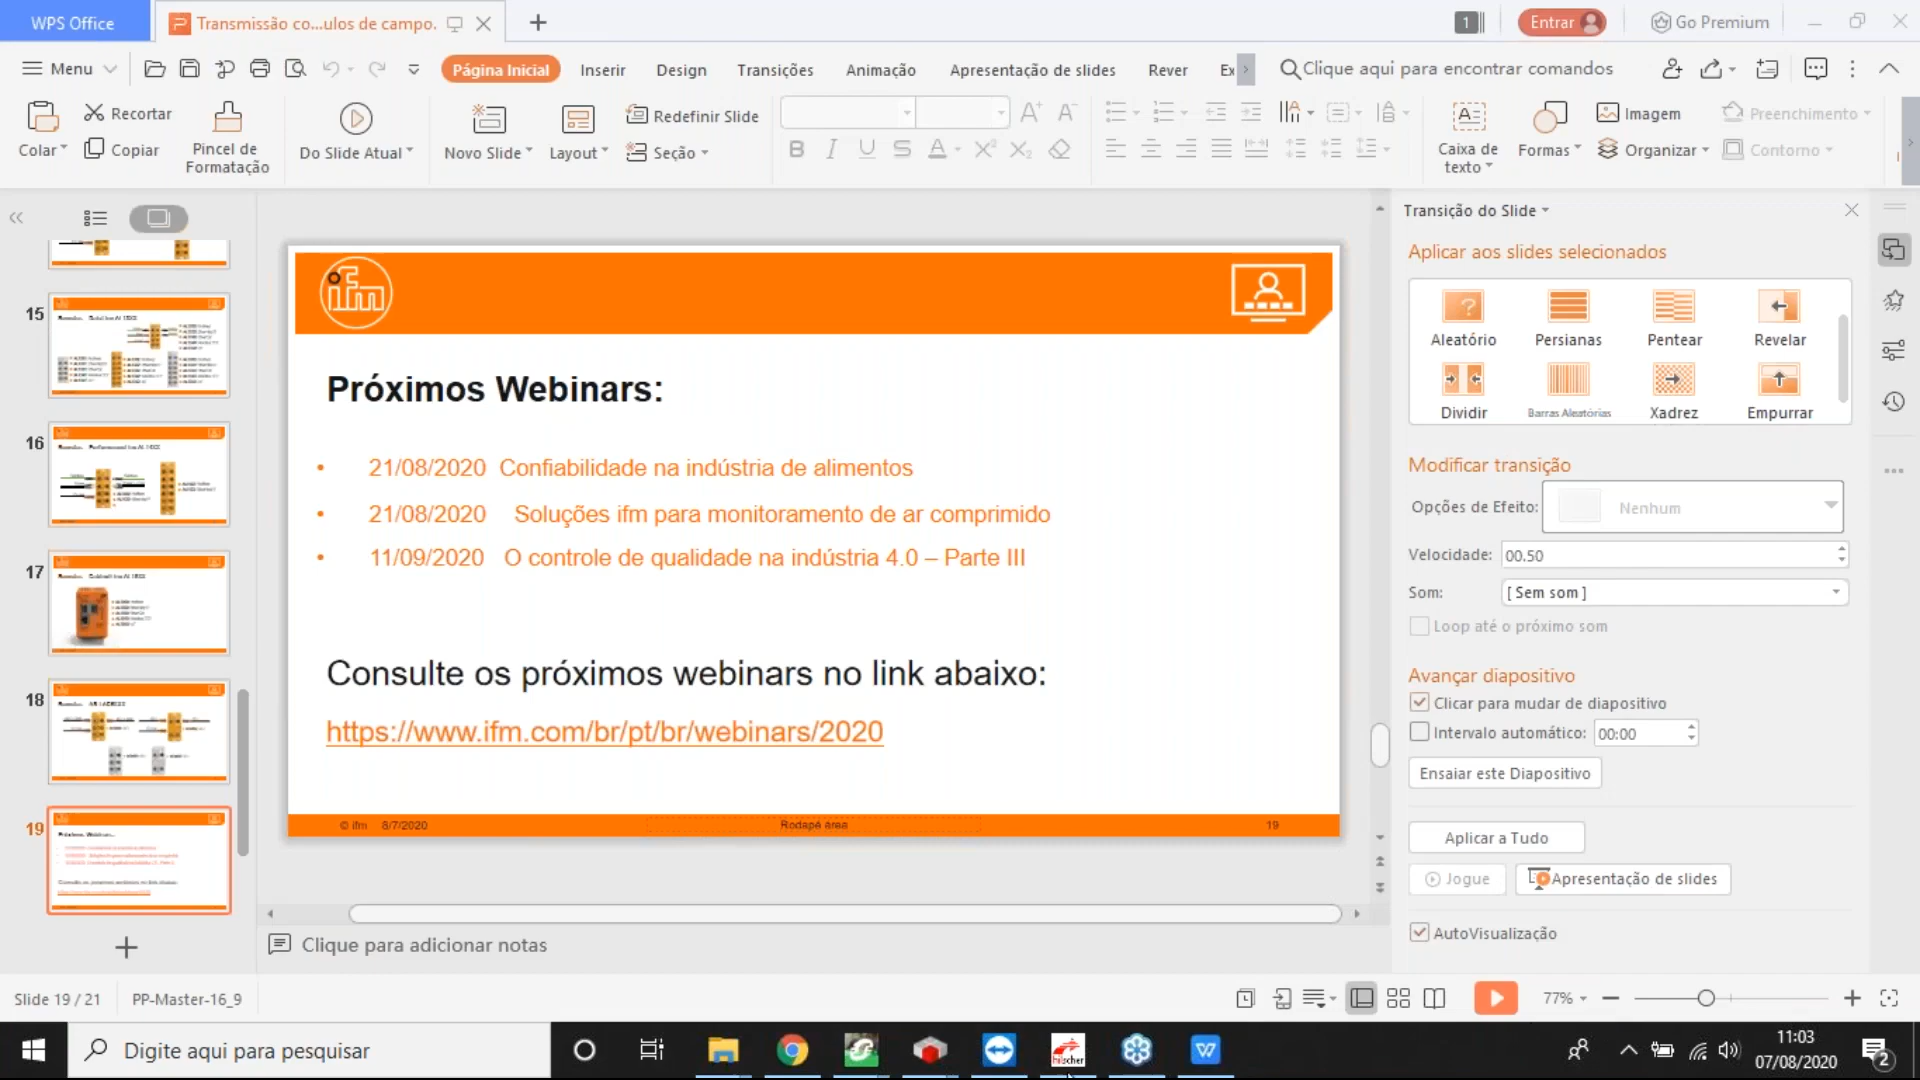 WPS Office
Transmissão co...ulos de campo.
1
Entrar
Go Premium
Menu
Página Inicial
Inserir
Design
Transições
Animação
Apresentação de slides
Rever
Ex
Clique aqui para encontrar comandos
Colar
Recortar
Copiar
Pincel de
Formatação
Do Slide Atual
Novo Slide
Layout
Redefinir Slide
Seção
Caixa de
texto
Formas
Imagem
Organizar
Preenchimento
Contorno
15
16
17
18
19
ifm
Próximos Webinars:
• 21/08/2020 Confiabilidade na indústria de alimentos
• 21/08/2020 Soluções ifm para monitoramento de ar comprimido
• 11/09/2020 O controle de qualidade na indústria 4.0 – Parte III
Consulte os próximos webinars no link abaixo:
https://www.ifm.com/br/pt/br/webinars/2020
© ifm 8/7/2020
Rodapé área
19
Clique para adicionar notas
Transição do Slide
Aplicar aos slides selecionados
Aleatório
Persianas
Pentear
Revelar
Dividir
Barras Aleatórias
Xadrez
Empurrar
Modificar transição
Opções de Efeito: Nenhum
Velocidade: 00.50
Som: [ Sem som ]
Loop até o próximo som
Avançar diapositivo
Clicar para mudar de diapositivo
Intervalo automático: 00:00
Ensaiar este Diapositivo
Aplicar a Tudo
Jogue
Apresentação de slides
AutoVisualização
Slide 19 / 21
PP-Master-16_9
77%
Digite aqui para pesquisar
Hilscher
11:03
07/08/2020
2